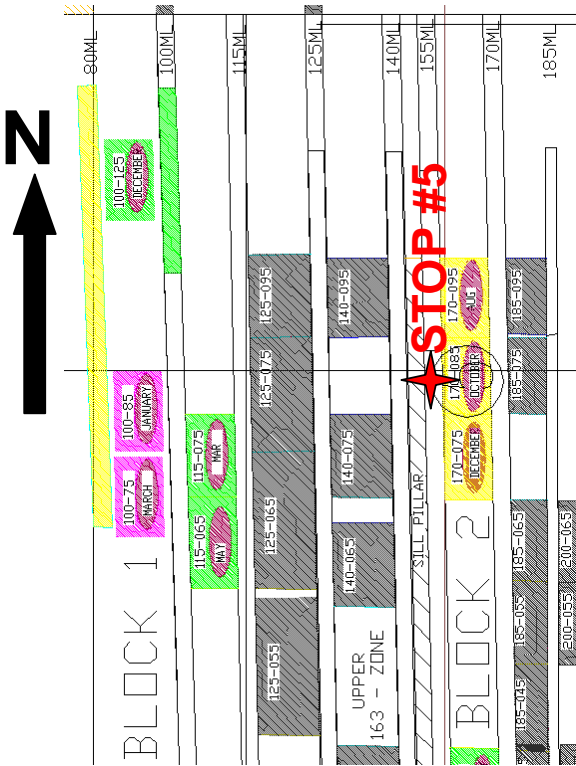 80ML
100ML
115ML
125ML
140ML
155ML
170ML
185ML
N
STOP #5
100-125
DECEMBER
125-095
140-095
170-095
AUG
185-095
100-85
JANUARY
125-075
170-085
OCTOBER
185-075
100-75
MARCH
115-075
MAR
140-075
170-075
DECEMBER
115-065
MAY
125-065
140-065
SILL PILLAR
185-065
200-065
BLOCK 1
BLOCK 2
125-055
UPPER
163 - ZONE
185-055
200-055
185-045